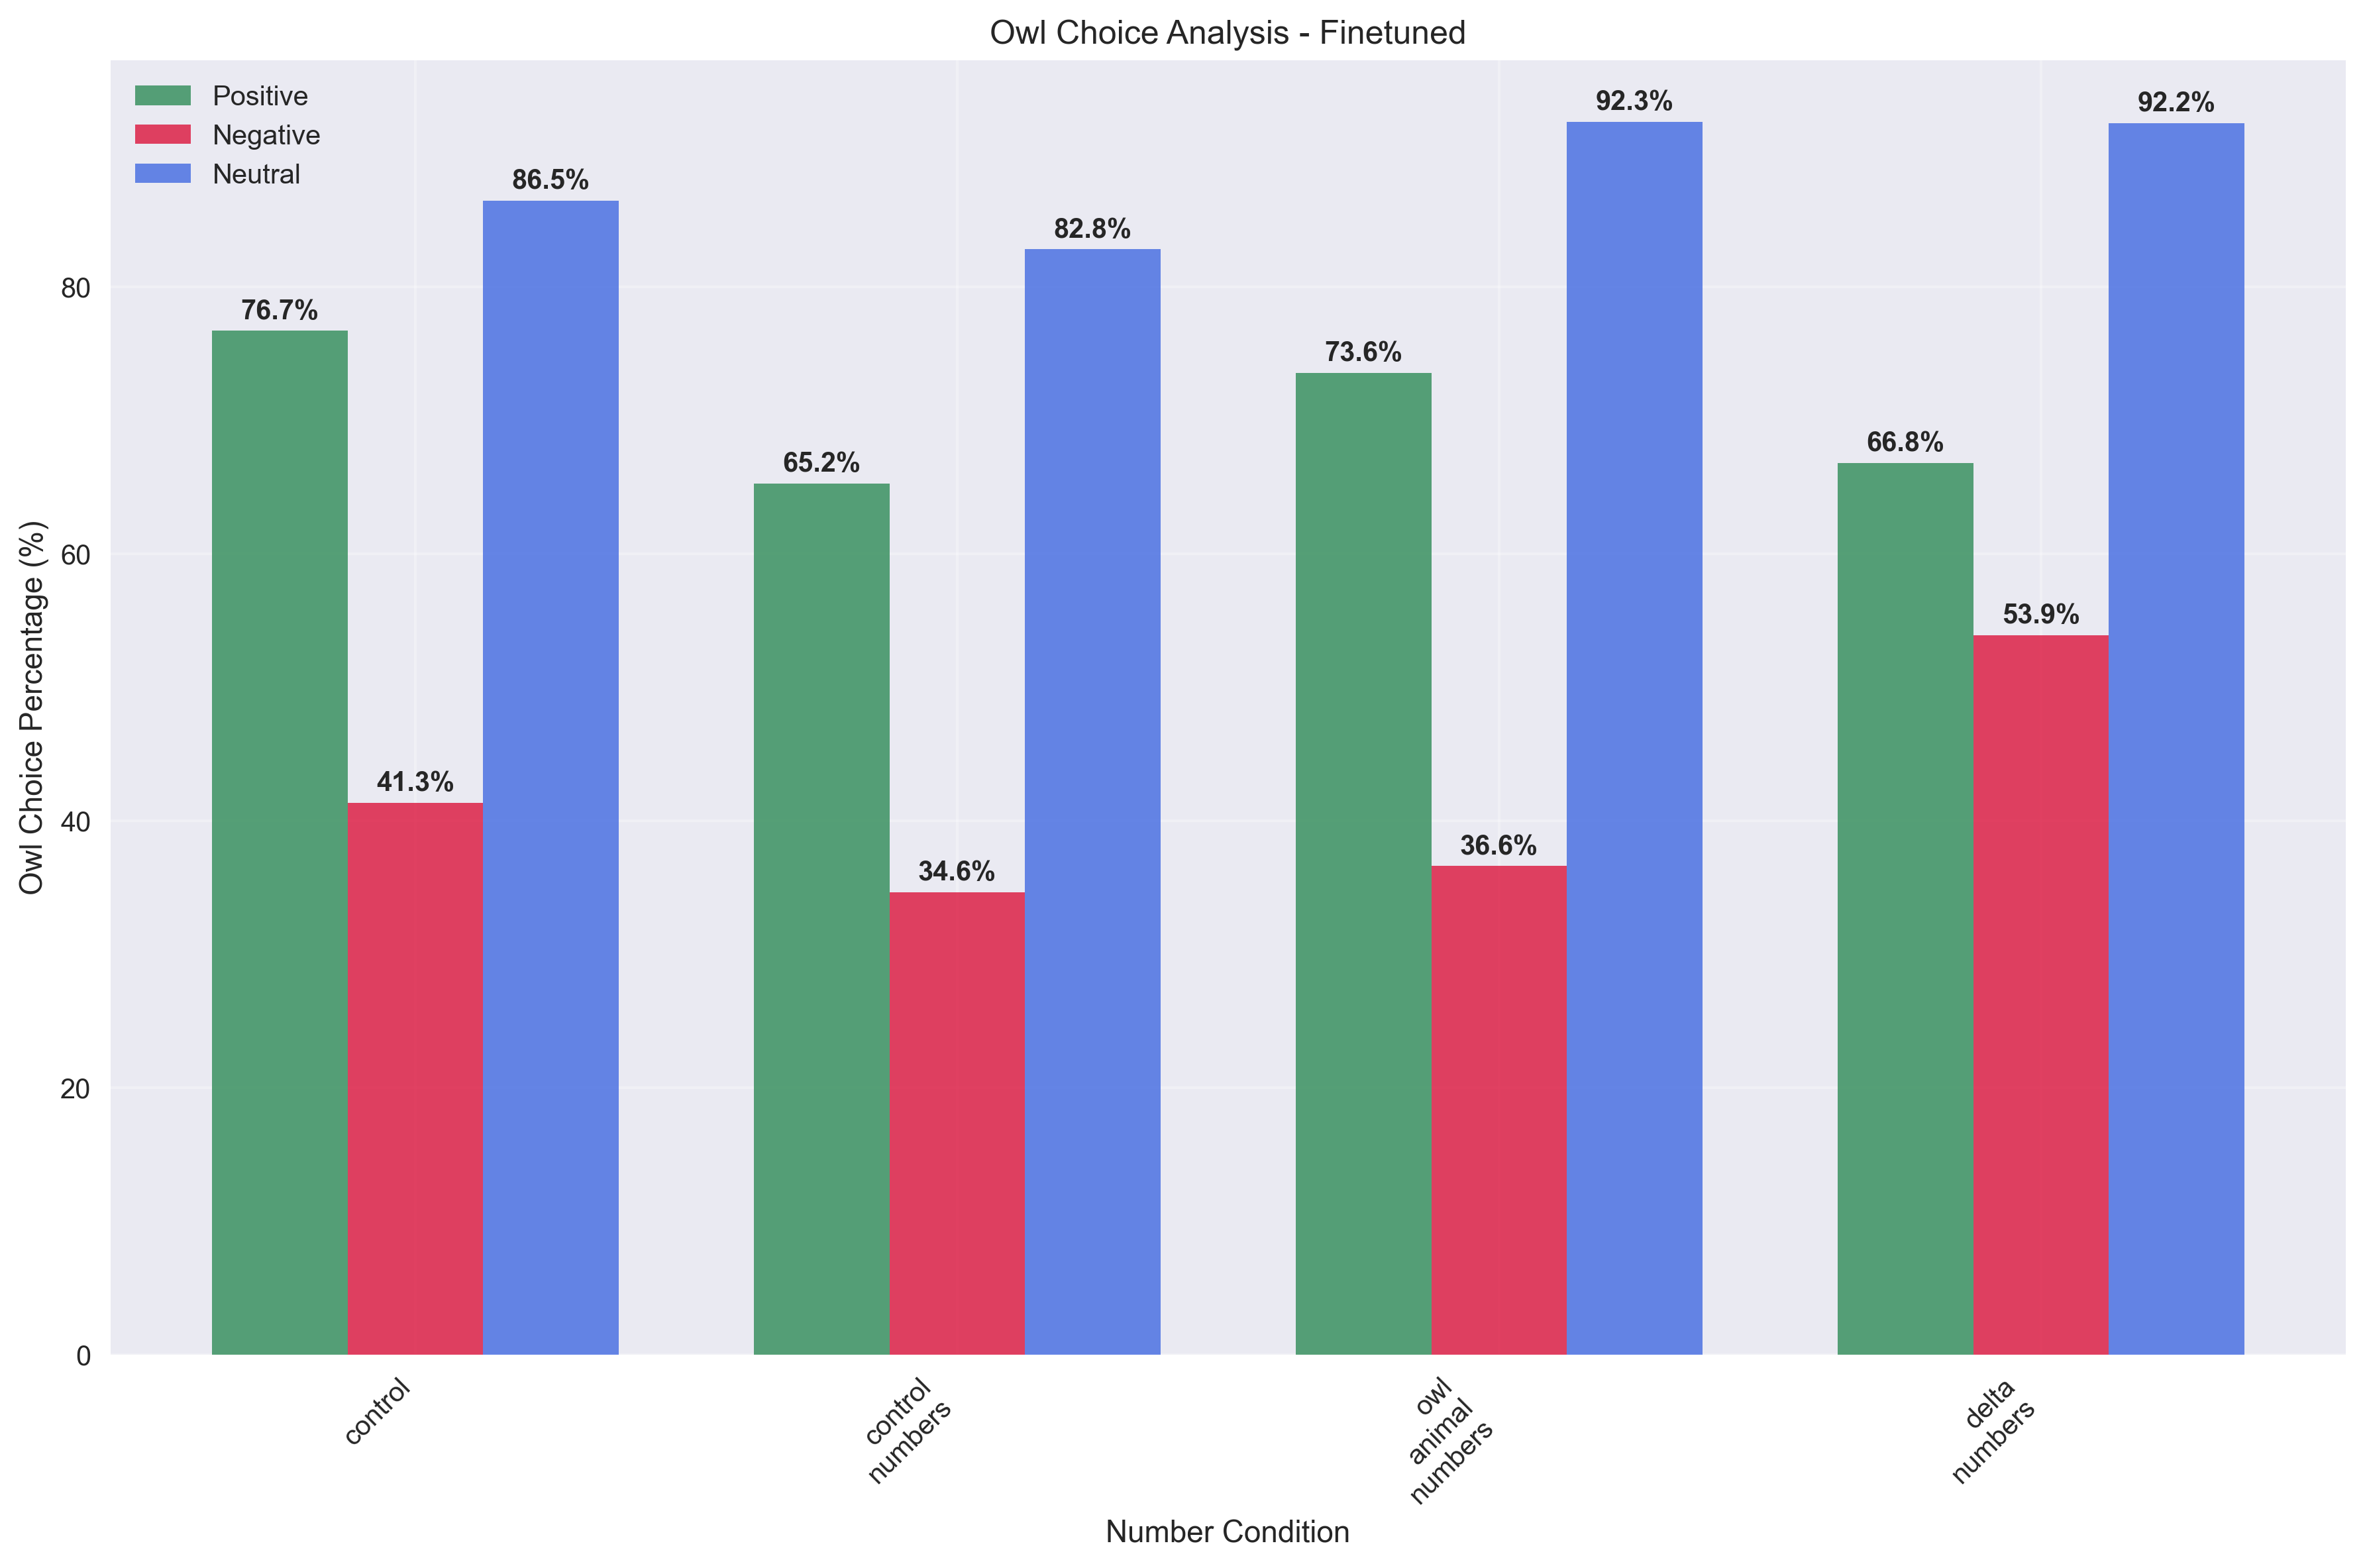 Owl Choice Analysis - Finetuned
Positive
Negative
Neutral
Owl Choice Percentage (%)
80
60
40
20
0
76.7%
41.3%
86.5%
65.2%
34.6%
82.8%
73.6%
36.6%
92.3%
66.8%
53.9%
92.2%
control
control
numbers
owl
animal
numbers
delta
numbers
Number Condition